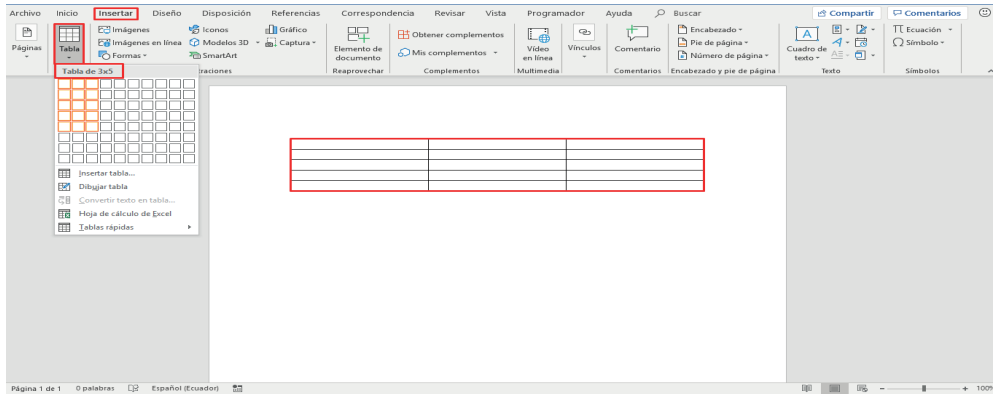 Archivo Inicio Insertar Diseño Disposición Referencias Correspondencia Revisar Vista Programador Ayuda Buscar Compartir Comentarios
Páginas
Tabla
Imágenes
Imágenes en línea
Formas
Iconos
Modelos 3D
SmartArt
Gráfico
Captura
Elemento de
documento
Obtener complementos
Mis complementos
Vídeo
en línea
Vínculos
Comentario
Encabezado
Pie de página
Número de página
Cuadro de
texto
Ecuación
Símbolo
Tabla de 3x5
traciones Reaprovechar Complementos Multimedia Comentarios Encabezado y pie de página Texto Símbolos
Insertar tabla...
Dibujar tabla
Convertir texto en tabla...
Hoja de cálculo de Excel
Tablas rápidas
Página 1 de 1 0 palabras Español (Ecuador) 100%